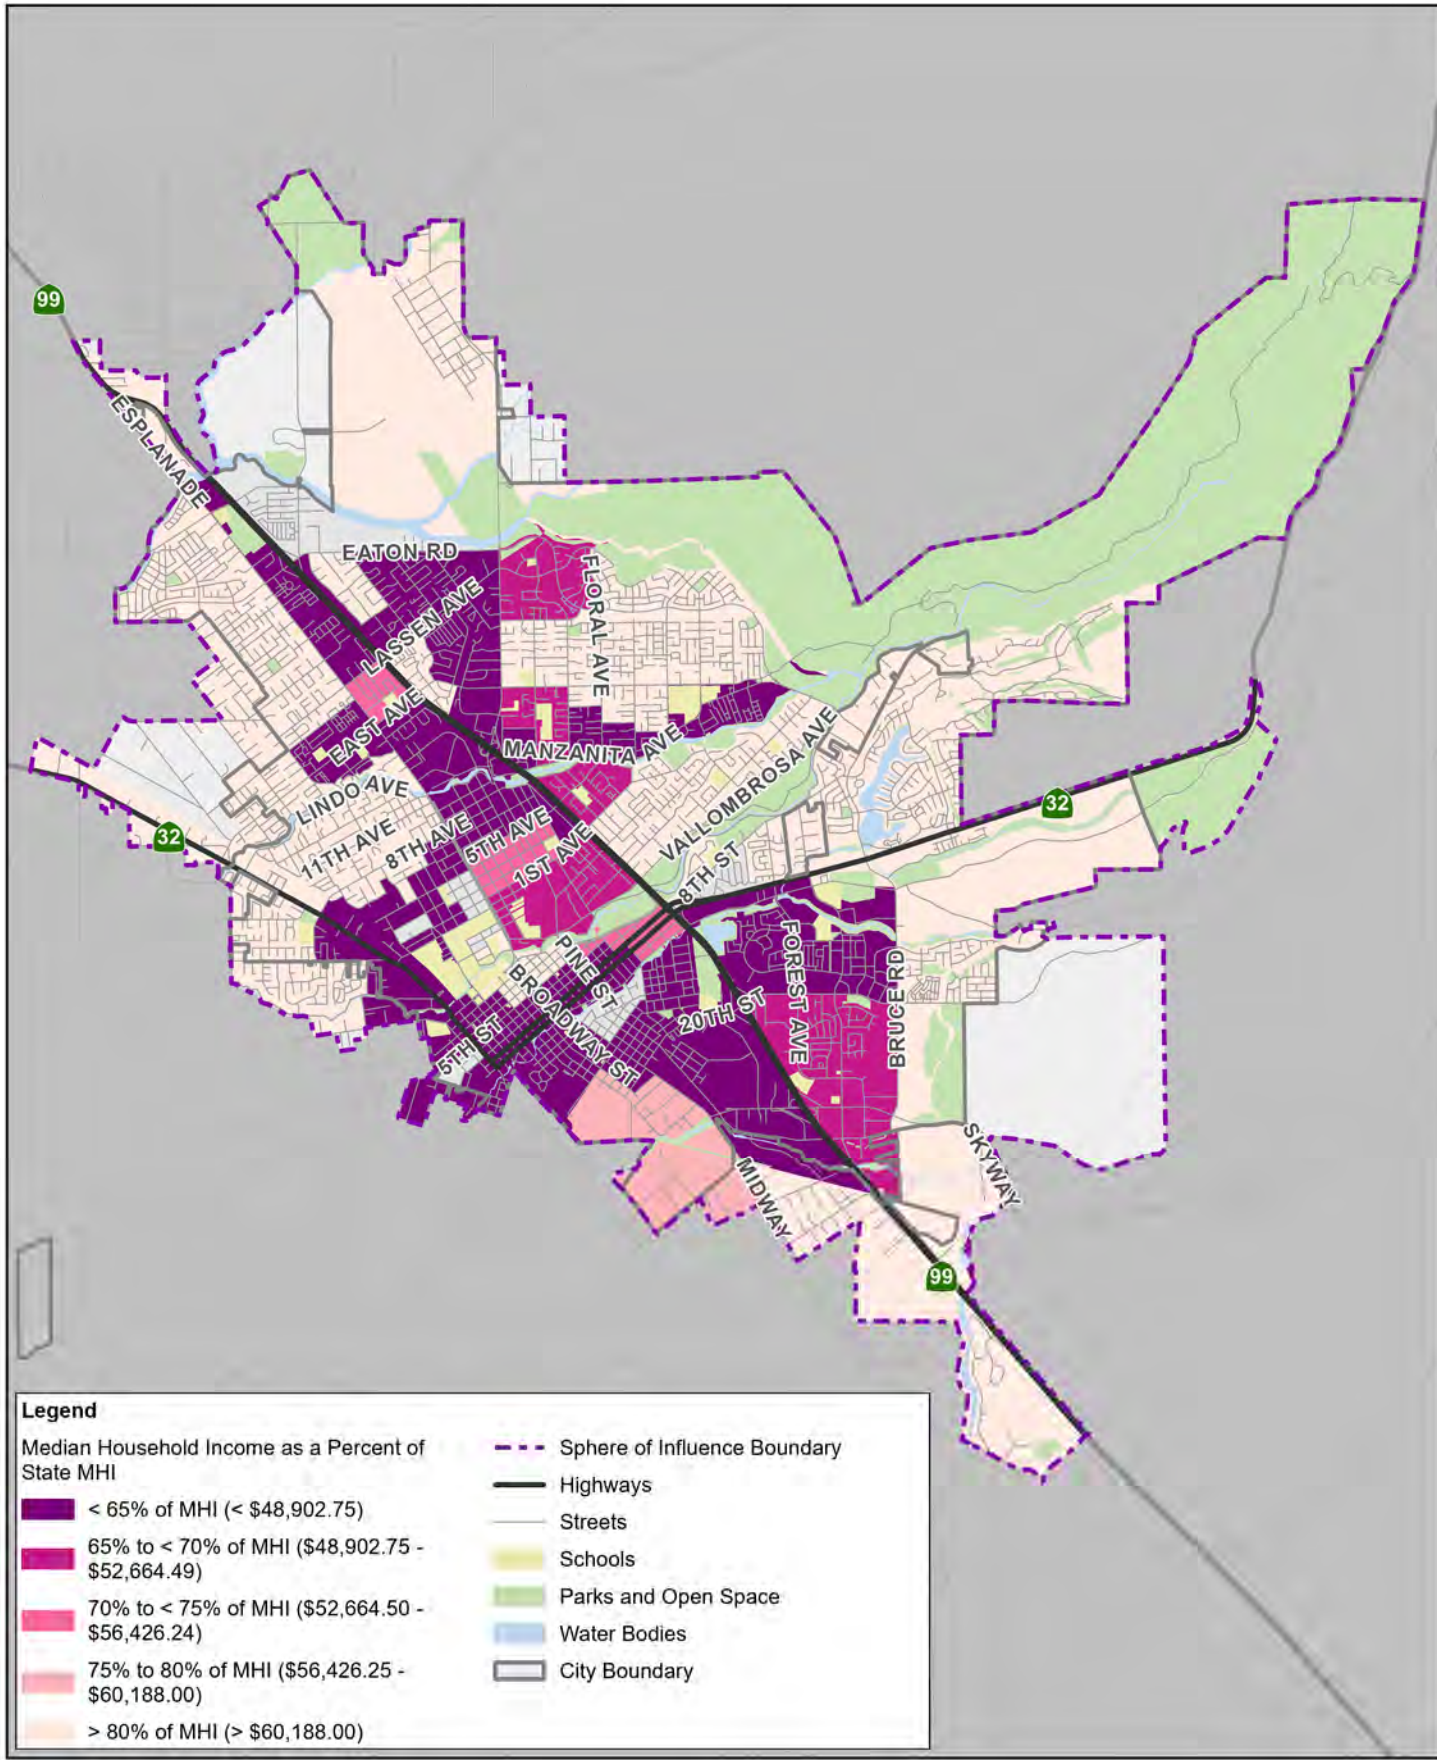 99
ESPLANADE
EATON RD
LASSEN AVE
FLORAL AVE
EAST AVE
MANZANITA AVE
VALLOMBROSA AVE
LINDO AVE
32
32
11TH AVE
8TH AVE
5TH AVE
1ST AVE
8TH ST
PINE ST
BROADWAY ST
FOREST AVE
BRUCE RD
20TH ST
5TH ST
SKYWAY
MIDWAY
99
Legend
Median Household Income as a Percent of
State MHI
< 65% of MHI (< $48,902.75)
65% to < 70% of MHI ($48,902.75 -
$52,664.49)
70% to < 75% of MHI ($52,664.50 -
$56,426.24)
75% to 80% of MHI ($56,426.25 -
$60,188.00)
> 80% of MHI (> $60,188.00)
Sphere of Influence Boundary
Highways
Streets
Schools
Parks and Open Space
Water Bodies
City Boundary